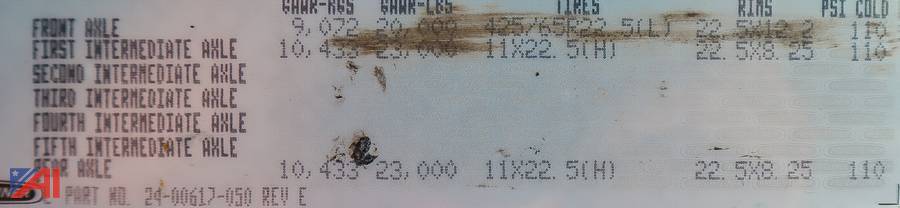 GAWR-KGS GAWR-LBS TIRES RIMS PSI COLD
FRONT AXLE 9,072 20,000 425/65R22.5(L) 22.5X12.2
FIRST INTERMEDIATE AXLE 10,433 23,000 11X22.5(H) 22.5X8.25 110
SECOND INTERMEDIATE AXLE
THIRD INTERMEDIATE AXLE
FOURTH INTERMEDIATE AXLE
FIFTH INTERMEDIATE AXLE
REAR AXLE 10,433 23,000 11X22.5(H) 22.5X8.25 110
AI
PART NO. 24-00617-050 REV E